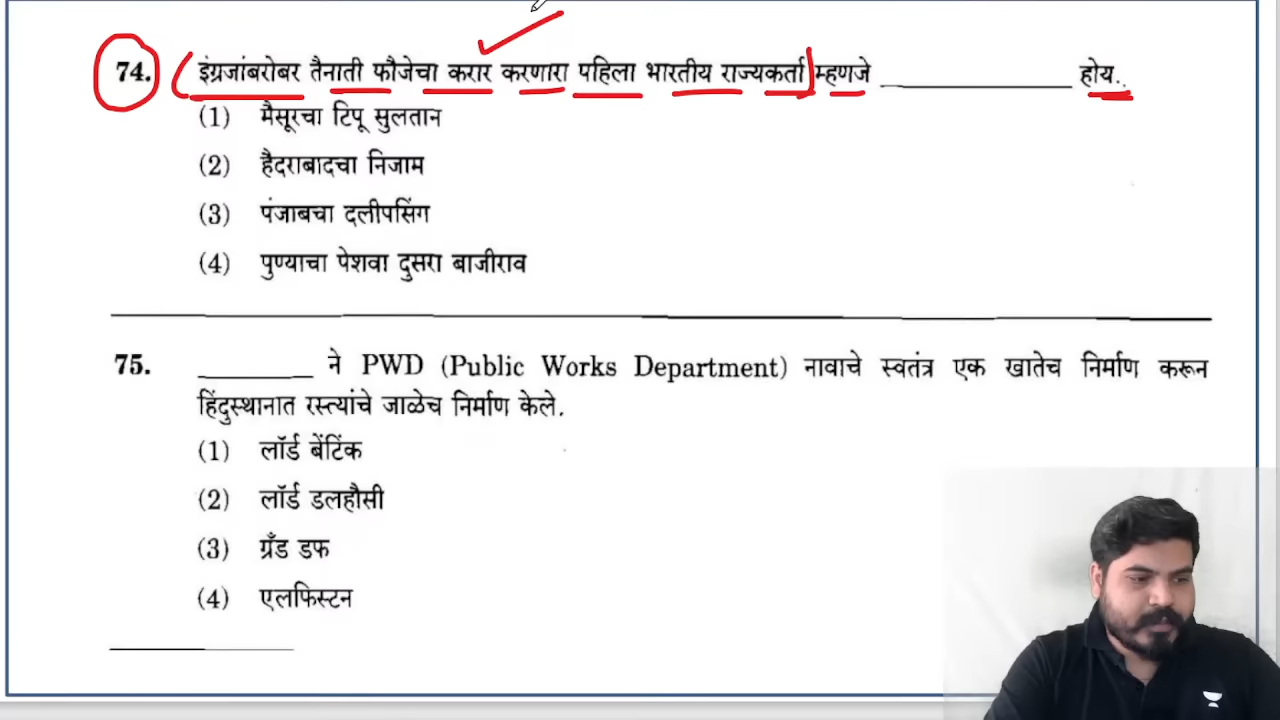 74. इंग्रजांबरोबर तैनाती फौजेचा करार करणारा पहिला भारतीय राज्यकर्ता म्हणजे ____________ होय..
(1) मैसूरचा टिपू सुलतान
(2) हैदराबादचा निजाम
(3) पंजाबचा दलीपसिंग
(4) पुण्याचा पेशवा दुसरा बाजीराव
75. ________ ने PWD (Public Works Department) नावाचे स्वतंत्र एक खातेच निर्माण करून
हिंदुस्थानात रस्त्यांचे जाळेच निर्माण केले.
(1) लॉर्ड बेंटिंक
(2) लॉर्ड डलहौसी
(3) ग्रँड डफ
(4) एलफिस्टन